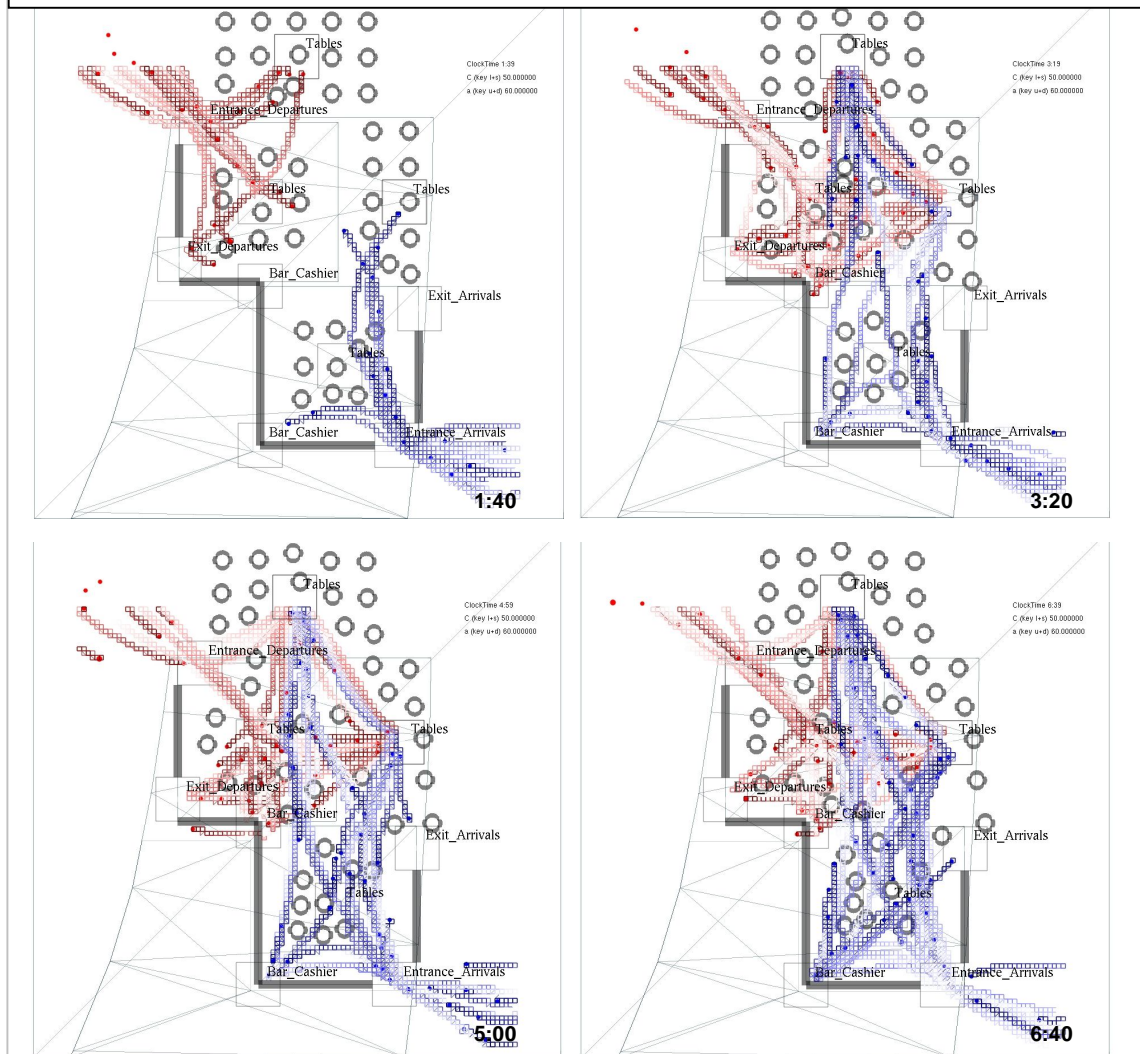 Tables
ClockTime 1:39
C (key l+s) 50.000000
a (key u+d) 60.000000
Entrance_Departures
Tables
Tables
Exit_Departures
Bar_Cashier
Exit_Arrivals
Tables
Bar_Cashier
Entrance_Arrivals
1:40
Tables
ClockTime 3:19
C (key l+s) 50.000000
a (key u+d) 60.000000
Entrance_Departures
Tables
Tables
Exit_Departures
Bar_Cashier
Exit_Arrivals
Tables
Bar_Cashier
Entrance_Arrivals
3:20
Tables
ClockTime 4:59
C (key l+s) 50.000000
a (key u+d) 60.000000
Entrance_Departures
Tables
Tables
Exit_Departures
Bar_Cashier
Exit_Arrivals
Tables
Bar_Cashier
Entrance_Arrivals
5:00
Tables
ClockTime 6:39
C (key l+s) 50.000000
a (key u+d) 60.000000
Entrance_Departures
Tables
Tables
Exit_Departures
Bar_Cashier
Exit_Arrivals
Tables
Bar_Cashier
Entrance_Arrivals
6:40